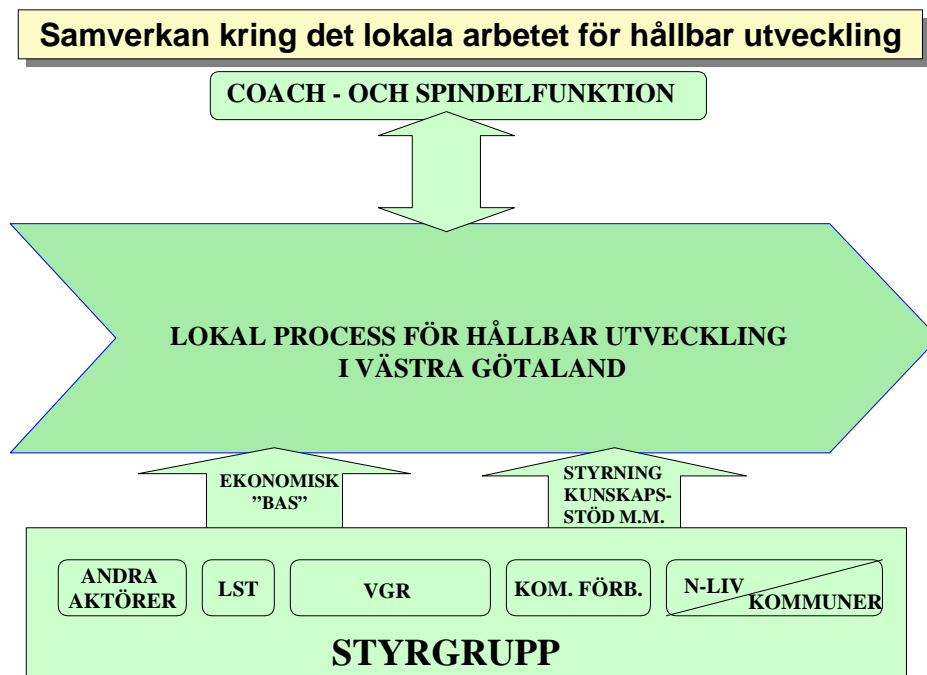 Samverkan kring det lokala arbetet för hållbar utveckling
COACH - OCH SPINDELFUNKTION
LOKAL PROCESS FÖR HÅLLBAR UTVECKLING
I VÄSTRA GÖTALAND
EKONOMISK
”BAS”
STYRNING
KUNSKAPS-
STÖD M.M.
ANDRA
AKTÖRER
LST
VGR
KOM. FÖRB.
N-LIV
KOMMUNER
STYRGRUPP